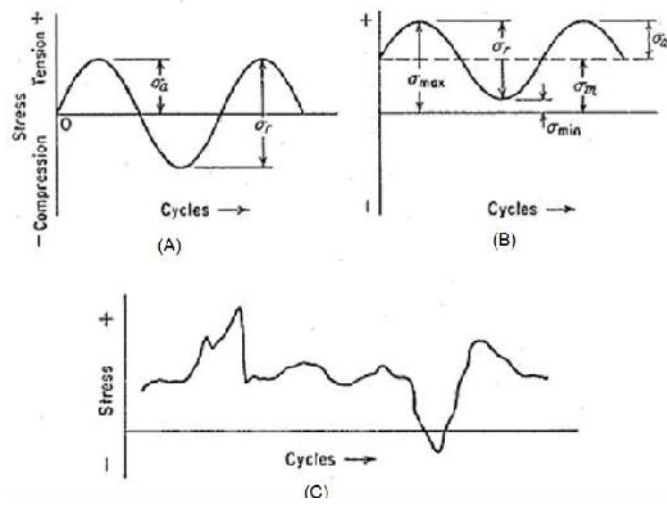 +
Tension
Stress
Compression
−
O
σa
σr
Cycles →
(A)
+
σmax
σr
σm
σa
σmin
−
Cycles →
(B)
+
Stress
−
Cycles →
(C)